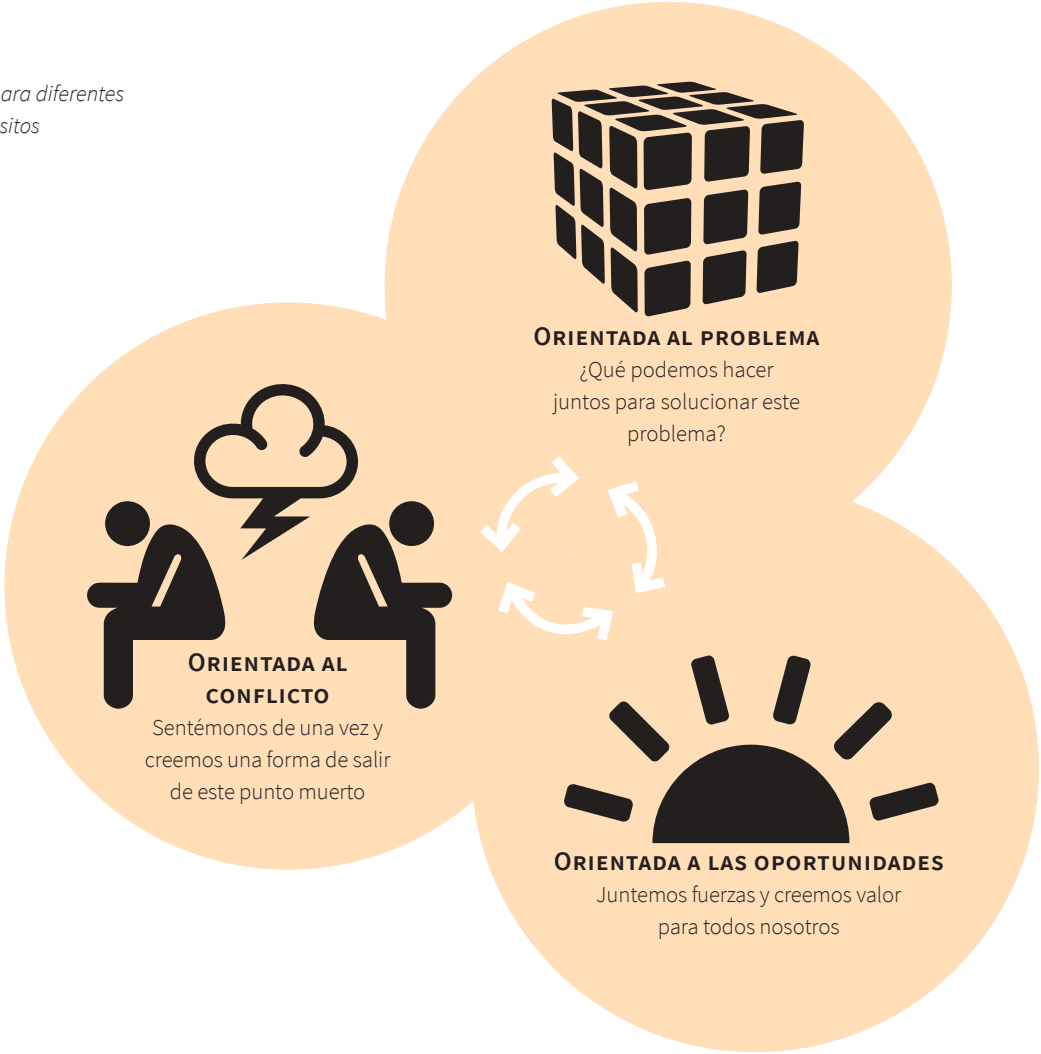 ara diferentes
sitos
ORIENTADA AL PROBLEMA
¿Qué podemos hacer
juntos para solucionar este
problema?
ORIENTADA AL
CONFLICTO
Sentémonos de una vez y
creemos una forma de salir
de este punto muerto
ORIENTADA A LAS OPORTUNIDADES
Juntemos fuerzas y creemos valor
para todos nosotros